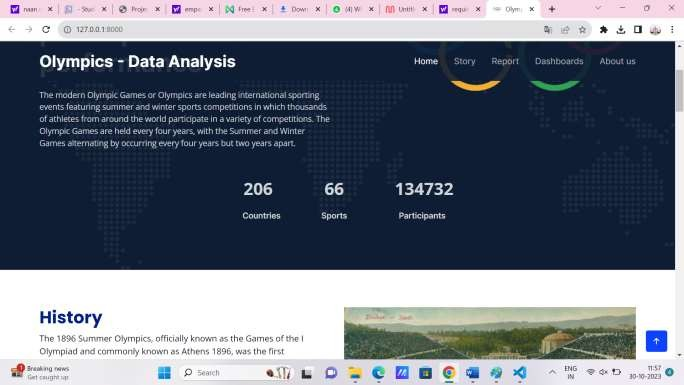 naan
- Stud
Proje
empa
Free
Down
(4) W
Untitl
requi
Olym
127.0.0.1:8000
Olympics - Data Analysis
Home Story Report Dashboards About us
The modern Olympic Games or Olympics are leading international sporting
events featuring summer and winter sports competitions in which thousands
of athletes from around the world participate in a variety of competitions. The
Olympic Games are held every four years, with the Summer and Winter
Games alternating by occurring every four years but two years apart.
206 66 134732
Countries Sports Participants
History
The 1896 Summer Olympics, officially known as the Games of the I
Olympiad and commonly known as Athens 1896, was the first
Breaking news
Get caught up
Search
ENG
IN
11:57
30-10-2023